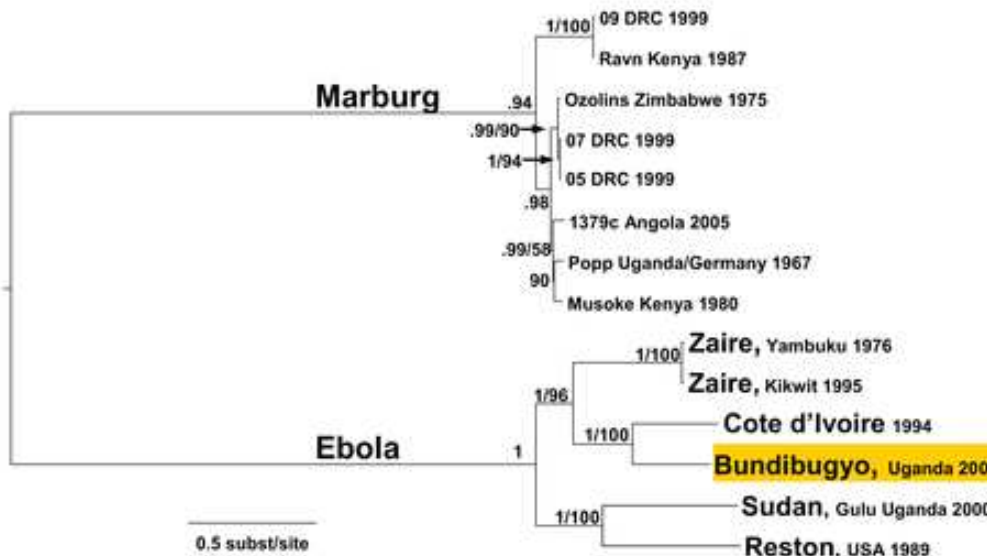 1/100
09 DRC 1999
Ravn Kenya 1987
Marburg
.94
Ozolins Zimbabwe 1975
.99/90
07 DRC 1999
1/94
05 DRC 1999
.98
1379c Angola 2005
.99/58
Popp Uganda/Germany 1967
90
Musoke Kenya 1980
1/100
Zaire, Yambuku 1976
Zaire, Kikwit 1995
1/96
Cote d'Ivoire 1994
1/100
Ebola
1
Bundibugyo, Uganda 200
Sudan, Gulu Uganda 2000
1/100
0.5 subst/site
Reston, USA 1989